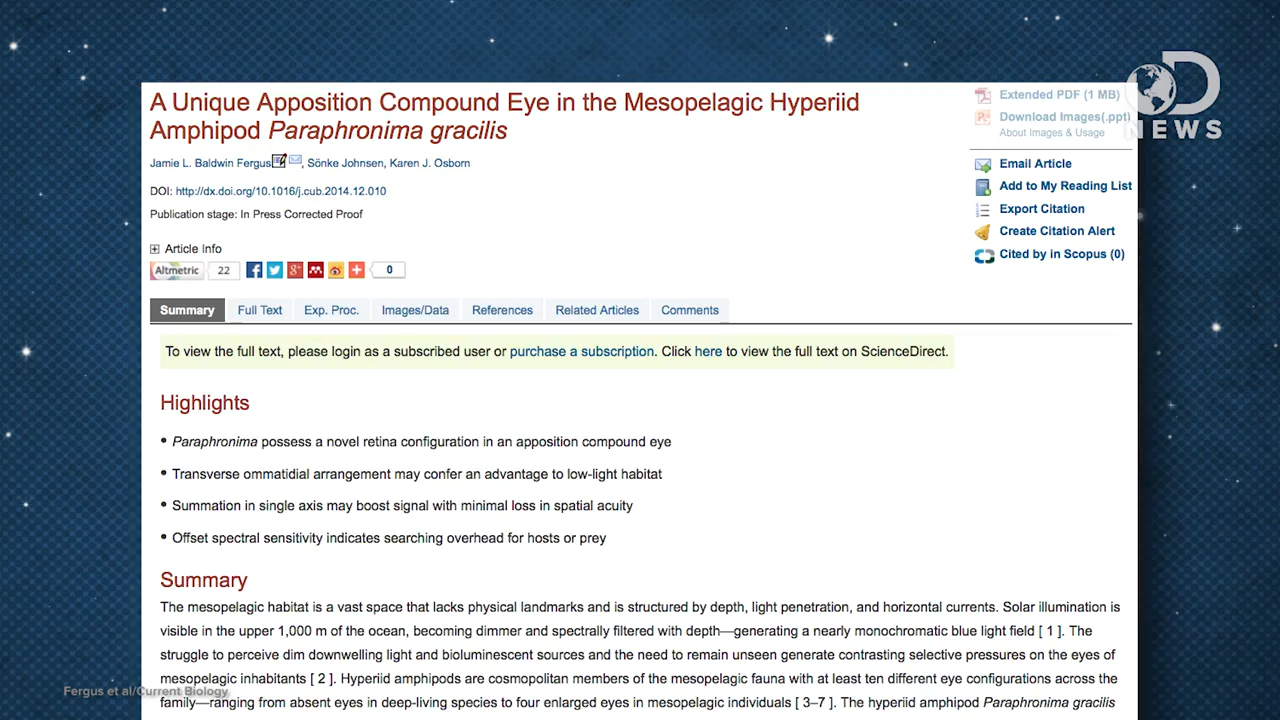 A Unique Apposition Compound Eye in the Mesopelagic Hyperiid
Amphipod Paraphronima gracilis
Jamie L. Baldwin Fergus, Sönke Johnsen, Karen J. Osborn
DOI: http://dx.doi.org/10.1016/j.cub.2014.12.010
Publication stage: In Press Corrected Proof
Article Info
Altmetric 22 0
Extended PDF (1 MB)
Download Images(.ppt)
About Images & Usage
Email Article
Add to My Reading List
Export Citation
Create Citation Alert
Cited by in Scopus (0)
D NEWS
Summary Full Text Exp. Proc. Images/Data References Related Articles Comments
To view the full text, please login as a subscribed user or purchase a subscription. Click here to view the full text on ScienceDirect.
Highlights
• Paraphronima possess a novel retina configuration in an apposition compound eye
• Transverse ommatidial arrangement may confer an advantage to low-light habitat
• Summation in single axis may boost signal with minimal loss in spatial acuity
• Offset spectral sensitivity indicates searching overhead for hosts or prey
Summary
The mesopelagic habitat is a vast space that lacks physical landmarks and is structured by depth, light penetration, and horizontal currents. Solar illumination is
visible in the upper 1,000 m of the ocean, becoming dimmer and spectrally filtered with depth—generating a nearly monochromatic blue light field [ 1 ]. The
struggle to perceive dim downwelling light and bioluminescent sources and the need to remain unseen generate contrasting selective pressures on the eyes of
mesopelagic inhabitants [ 2 ]. Hyperiid amphipods are cosmopolitan members of the mesopelagic fauna with at least ten different eye configurations across the
family—ranging from absent eyes in deep-living species to four enlarged eyes in mesopelagic individuals [ 3–7 ]. The hyperiid amphipod Paraphronima gracilis
Fergus et al/Current Biology